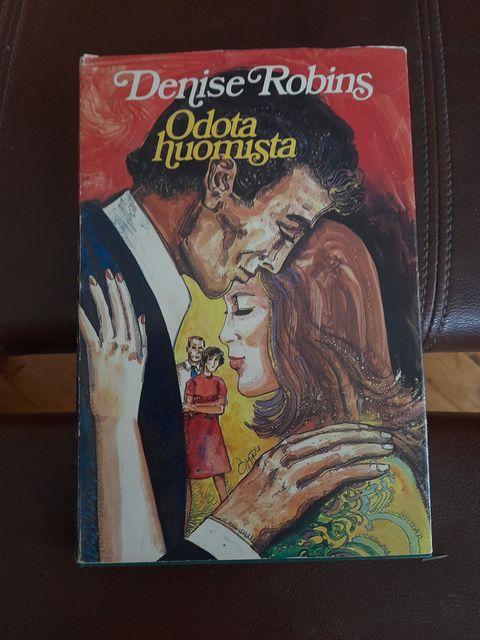 Denise Robins
Odota
huomista